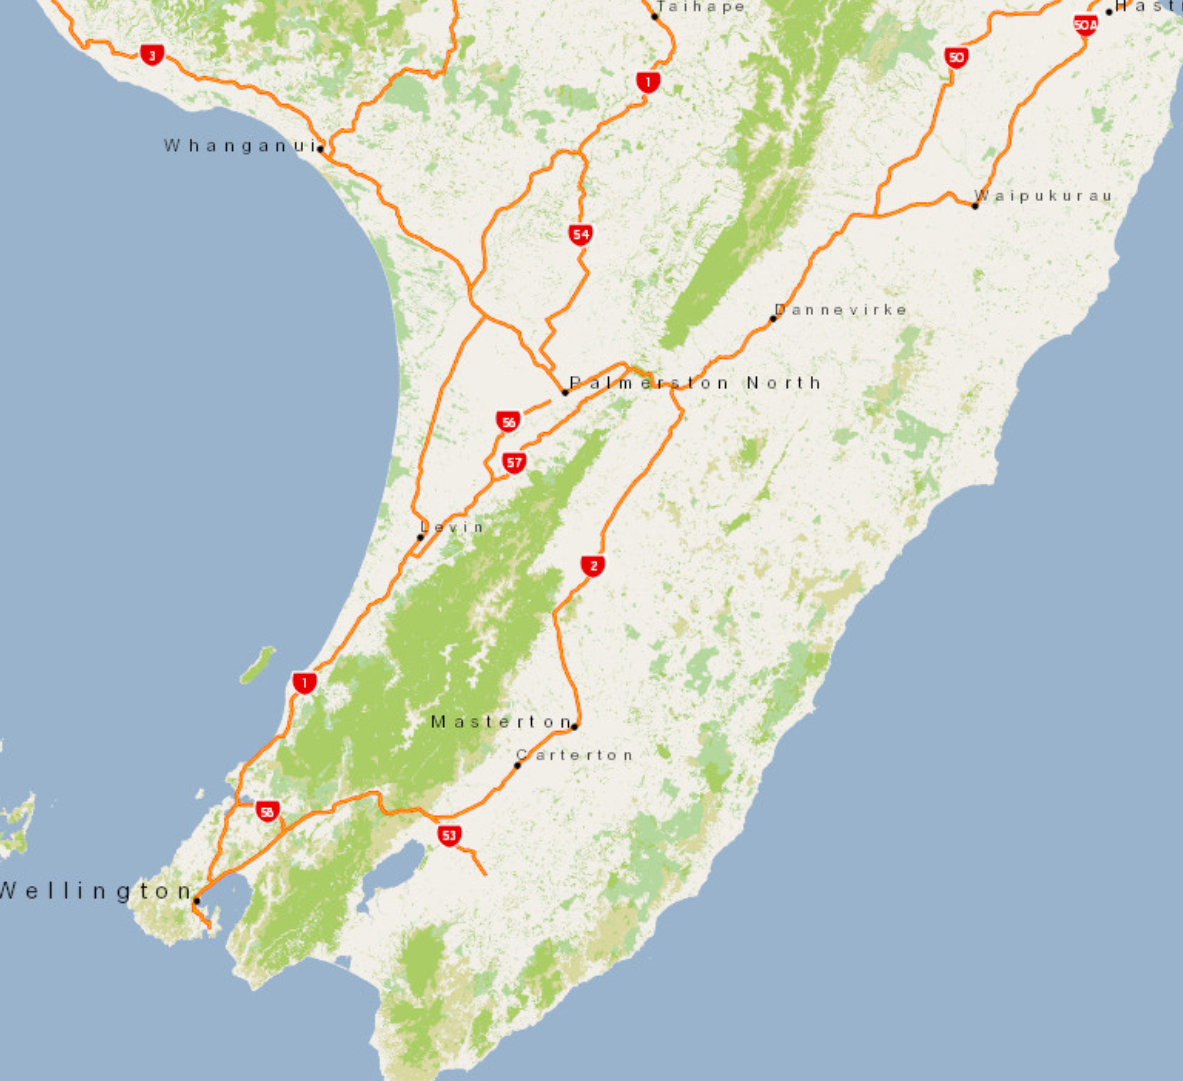 Taihape
Hast
50A
3
50
1
Whanganui
Waipukurau
54
Dannevirke
Palmerston North
56
57
Levin
2
1
Masterton
Carterton
58
53
Wellington